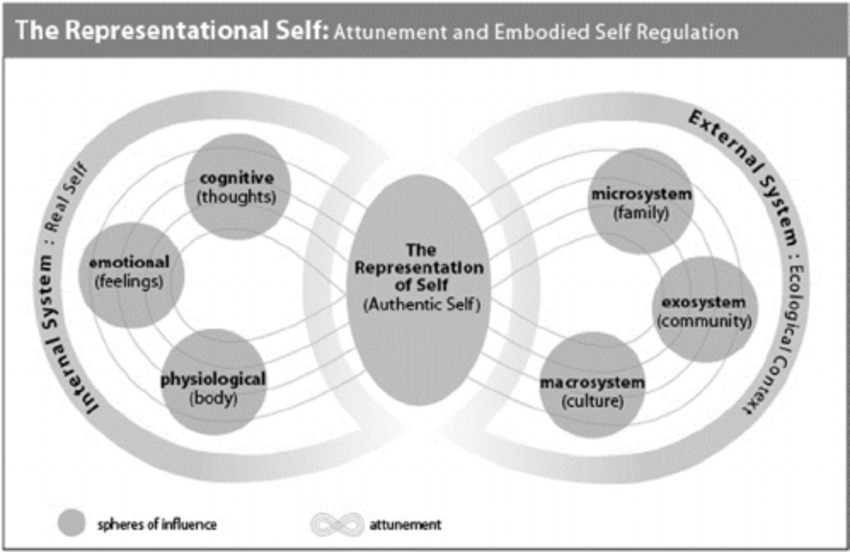 The Representational Self: Attunement and Embodied Self Regulation
Internal System : Real Self
cognitive
(thoughts)
emotional
(feelings)
physiological
(body)
The
Representation
of Self
(Authentic Self)
External System : Ecological Context
microsystem
(family)
exosystem
(community)
macrosystem
(culture)
spheres of influence
attunement